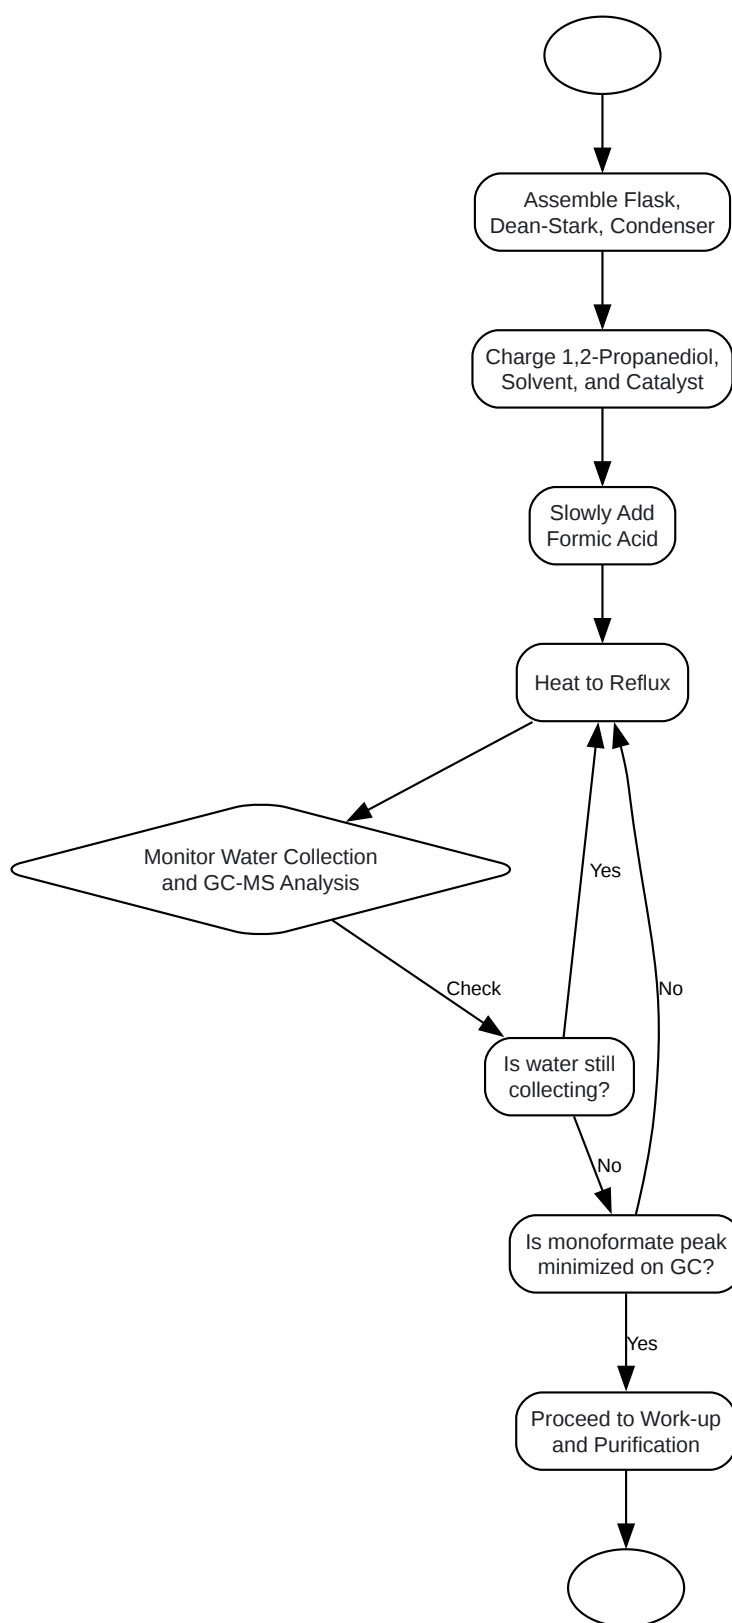 Assemble Flask,
Dean-Stark, Condenser
Charge 1,2-Propanediol,
Solvent, and Catalyst
Slowly Add
Formic Acid
Heat to Reflux
Monitor Water Collection
and GC-MS Analysis
Yes
Check
No
Is water still
collecting?
No
Is monoformate peak
minimized on GC?
Yes
Proceed to Work-up
and Purification